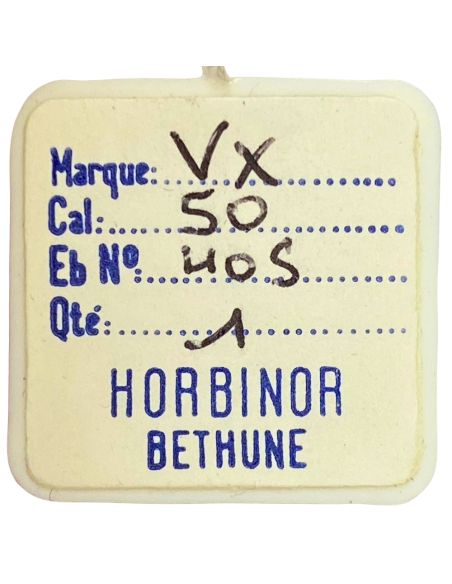 Marque: VX
Cal: 50
Eb Nº 405
Qté: 1
HORBINOR
BETHUNE